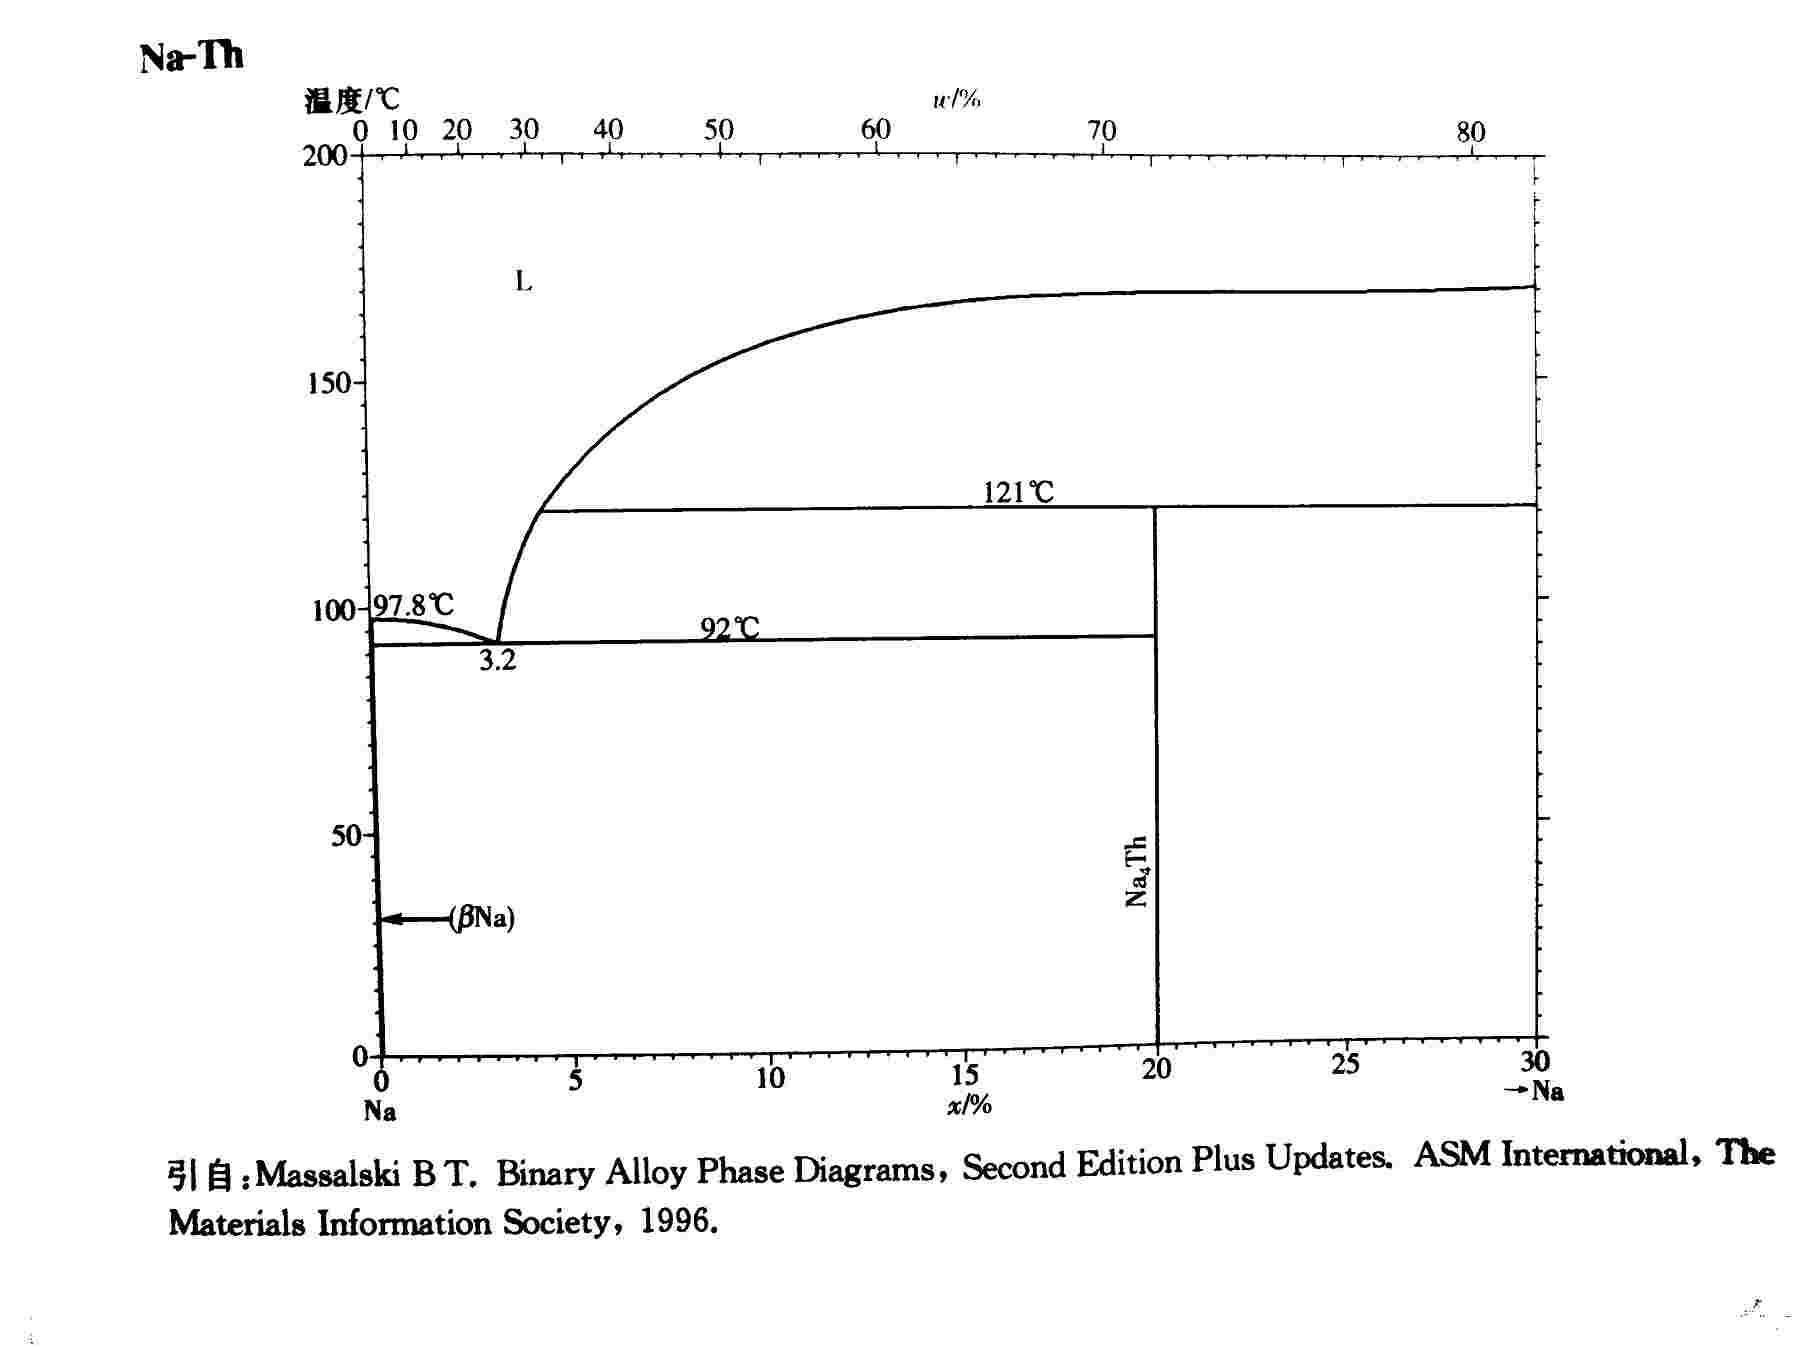 Na-Th
温度/℃
w/%
0 10 20 30 40 50 60 70 80
200
L
150
121℃
100
97.8℃
92℃
3.2
50
Na₄Th
(βNa)
0
0 5 10 15 20 25 30
Na
x/%
→Na
引自:Massalski B T. Binary Alloy Phase Diagrams, Second Edition Plus Updates. ASM International, The
Materials Information Society, 1996.